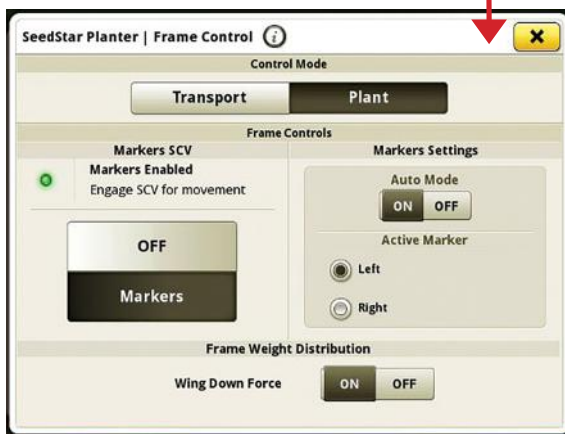 SeedStar Planter | Frame Control i
Control Mode
Transport Plant
Frame Controls
Markers SCV Markers Settings
Markers Enabled
Engage SCV for movement
Auto Mode
ON OFF
OFF
Markers
Active Marker
Left
Right
Frame Weight Distribution
Wing Down Force ON OFF